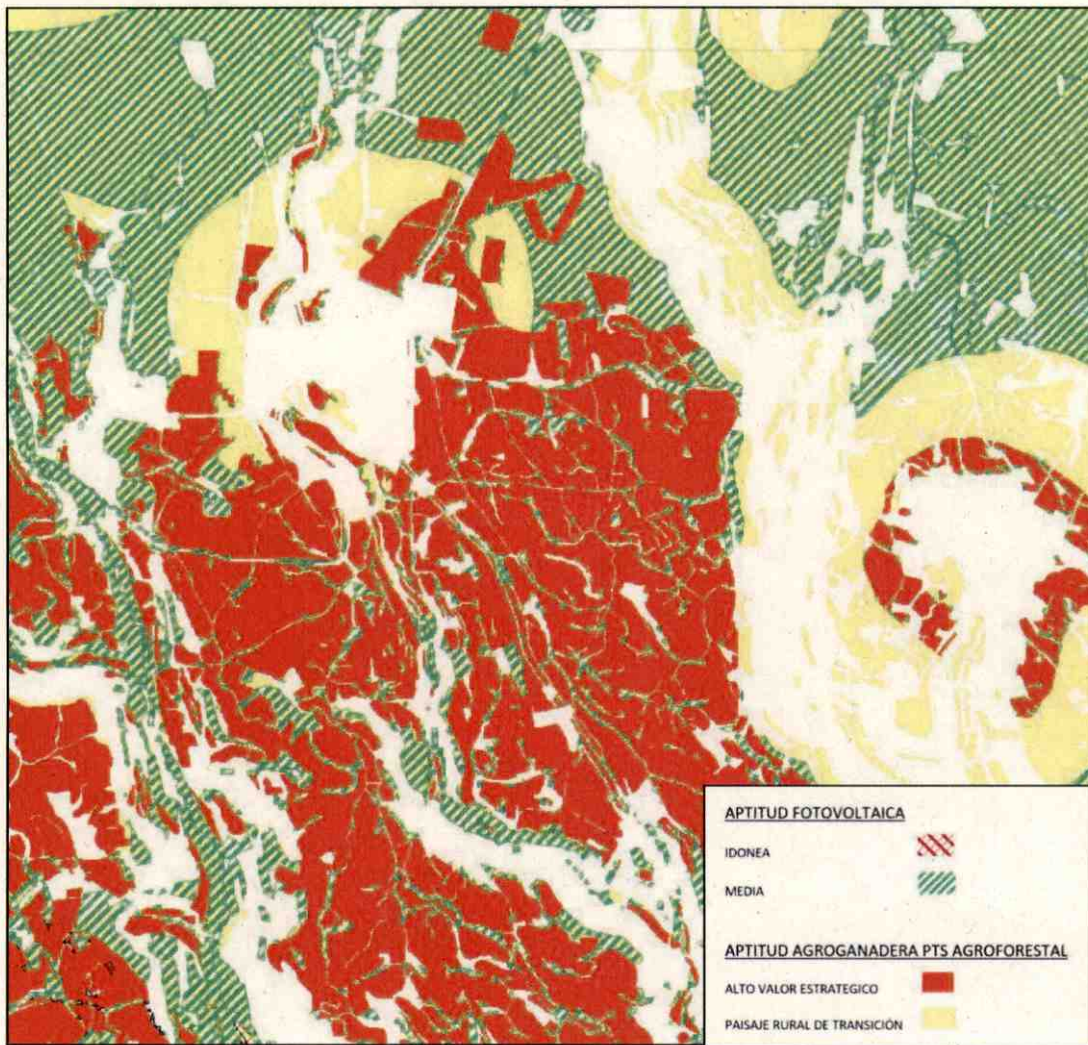 APTITUD FOTOVOLTAICA
IDONEA
MEDIA
APTITUD AGROGANADERA PTS AGROFORESTAL
ALTO VALOR ESTRATEGICO
PAISAJE RURAL DE TRANSICIÓN